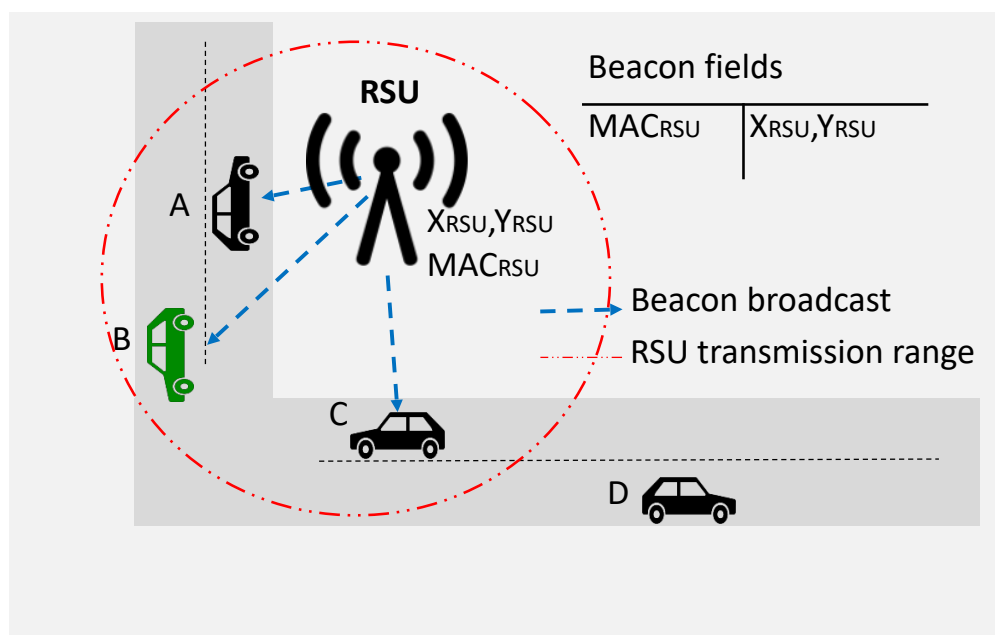 RSU
Beacon fields
MACRSU
XRSU,YRSU
A
XRSU,YRSU
MACRSU
B
Beacon broadcast
RSU transmission range
C
D